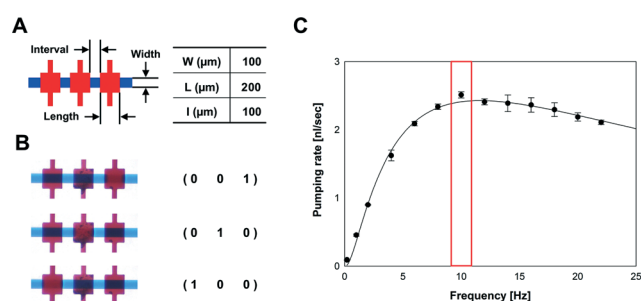 A
Interval
Width
Length
W (μm) 100
L (μm) 200
I (μm) 100
B
( 0 0 1 )
( 0 1 0 )
( 1 0 0 )
C
Pumping rate [nl/sec]
3
2
1
0
0 5 10 15 20 25
Frequency [Hz]